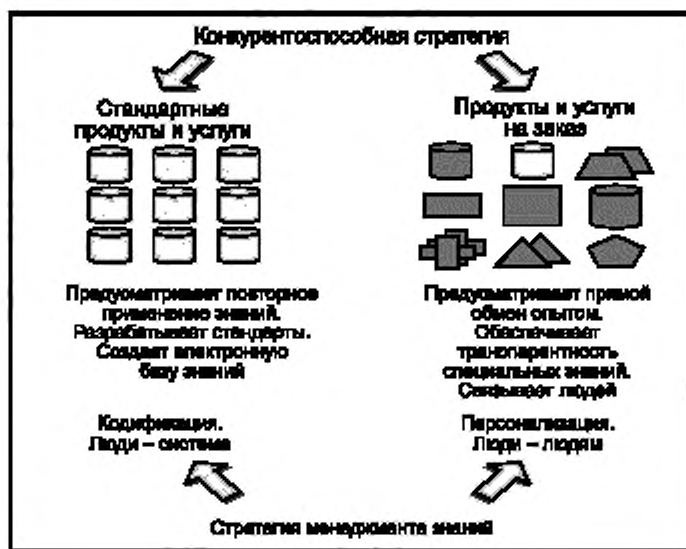 Конкурентоспособная стратегия
Стандартные
продукты и услуги
Продукты и услуги
на заказ
Предусматривает повторное
применение знаний.
Разрабатывает стандарты.
Создает электронную
базу знаний
Предусматривает прямой
обмен опытом.
Обеспечивает
транспарентность
специальных знаний.
Связывает людей
Кодификация.
Люди – система
Персонализация.
Люди – людям
Стратегия менеджмента знаний